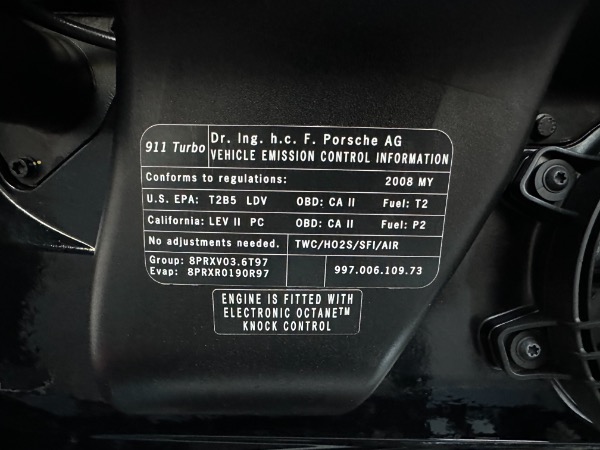 911 Turbo
Dr. Ing. h.c. F. Porsche AG
VEHICLE EMISSION CONTROL INFORMATION
Conforms to regulations: 2008 MY
U.S. EPA: T2B5 LDV OBD: CA II Fuel: T2
California: LEV II PC OBD: CA II Fuel: P2
No adjustments needed. TWC/HO2S/SFI/AIR
Group: 8PRXV03.6T97
Evap: 8PRXR0190R97
997.006.109.73
ENGINE IS FITTED WITH
ELECTRONIC OCTANE™
KNOCK CONTROL